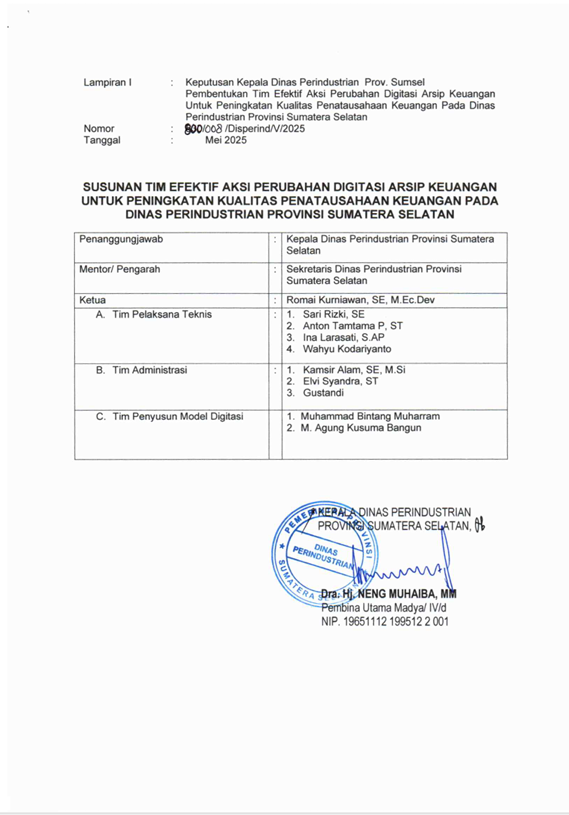 Lampiran I : Keputusan Kepala Dinas Perindustrian Prov. Sumsel
Pembentukan Tim Efektif Aksi Perubahan Digitasi Arsip Keuangan
Untuk Peningkatan Kualitas Penatausahaan Keuangan Pada Dinas
Perindustrian Provinsi Sumatera Selatan
Nomor : 800/008 /Disperind/V/2025
Tanggal : Mei 2025
SUSUNAN TIM EFEKTIF AKSI PERUBAHAN DIGITASI ARSIP KEUANGAN
UNTUK PENINGKATAN KUALITAS PENATAUSAHAAN KEUANGAN PADA
DINAS PERINDUSTRIAN PROVINSI SUMATERA SELATAN
Penanggungjawab : Kepala Dinas Perindustrian Provinsi Sumatera
Selatan
Mentor/ Pengarah : Sekretaris Dinas Perindustrian Provinsi
Sumatera Selatan
Ketua : Romai Kurniawan, SE, M.Ec.Dev
A. Tim Pelaksana Teknis : 1. Sari Rizki, SE
2. Anton Tamtama P, ST
3. Ina Larasati, S.AP
4. Wahyu Kodariyanto
B. Tim Administrasi : 1. Kamsir Alam, SE, M.Si
2. Elvi Syandra, ST
3. Gustandi
C. Tim Penyusun Model Digitasi 1. Muhammad Bintang Muharram
2. M. Agung Kusuma Bangun
KEPALA DINAS PERINDUSTRIAN
PROVINSI SUMATERA SELATAN,
PEMERINTAH PROVINSI
DINAS
PERINDUSTRIAN
SUMATERA SELATAN
Dra. Hj. NENG MUHAIBA, MM
Pembina Utama Madya/ IV/d
NIP. 19651112 199512 2 001